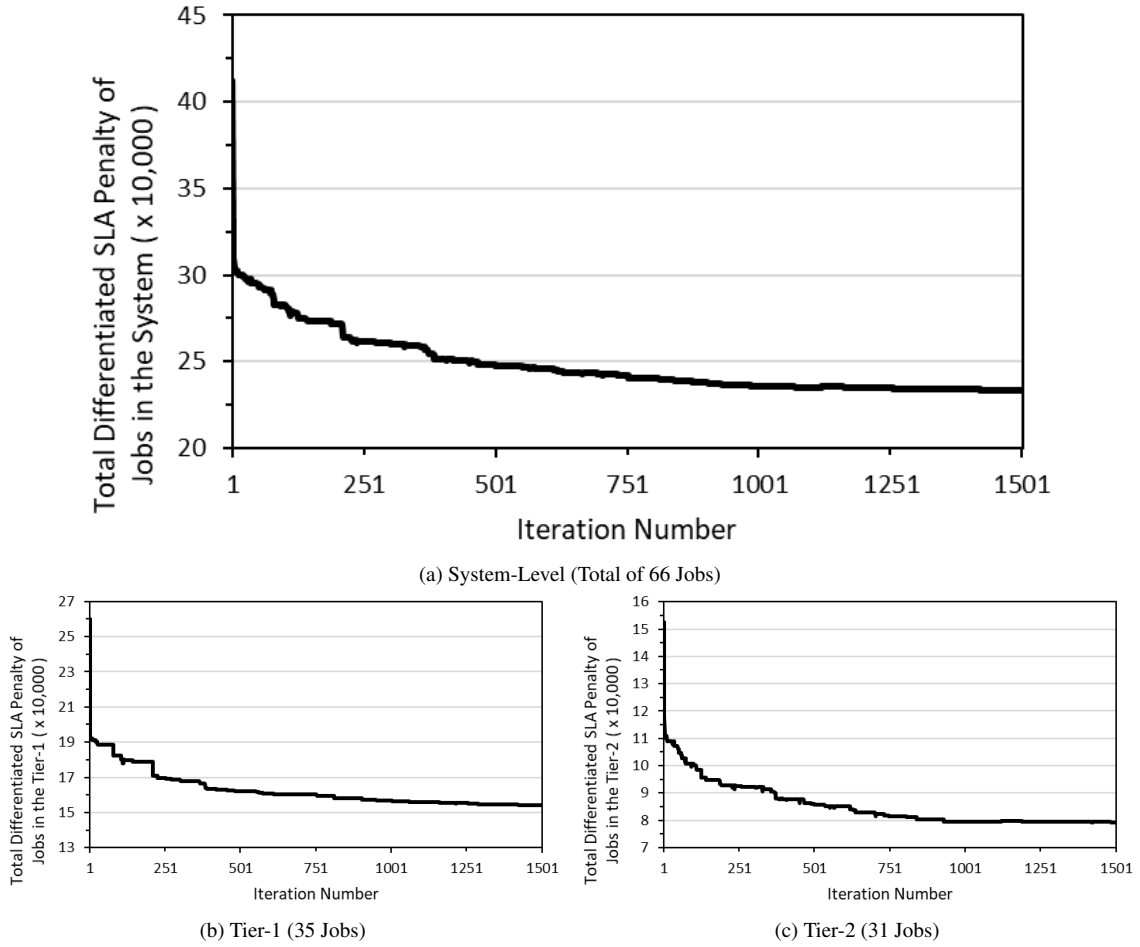 Total Differentiated SLA Penalty of
Jobs in the System ( x 10,000 )
45
40
35
30
25
20
1 251 501 751 1001 1251 1501
Iteration Number
(a) System-Level (Total of 66 Jobs)
Total Differentiated SLA Penalty of
Jobs in the Tier-1 ( x 10,000)
27
25
23
21
19
17
15
13
1 251 501 751 1001 1251 1501
Iteration Number
(b) Tier-1 (35 Jobs)
Total Differentiated SLA Penalty of
Jobs in the Tier-2 ( x 10,000)
16
15
14
13
12
11
10
9
8
7
1 251 501 751 1001 1251 1501
Iteration Number
(c) Tier-2 (31 Jobs)